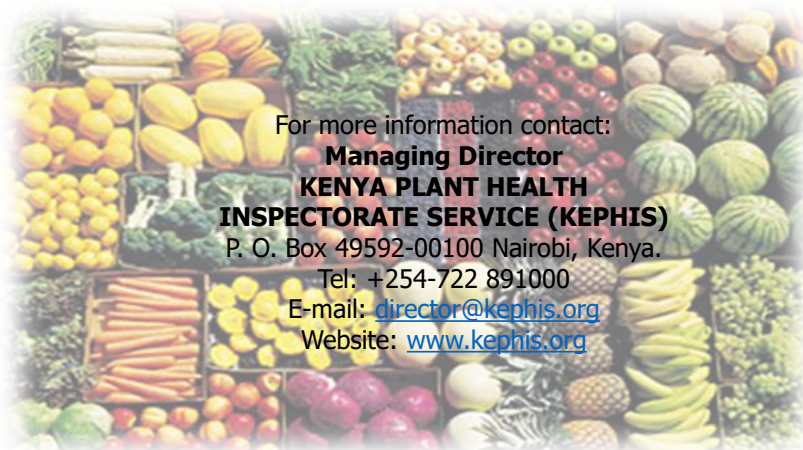 For more information contact:
Managing Director
KENYA PLANT HEALTH
INSPECTORATE SERVICE (KEPHIS)
P. O. Box 49592-00100 Nairobi, Kenya.
Tel: +254-722 891000
E-mail: director@kephis.org
Website: www.kephis.org